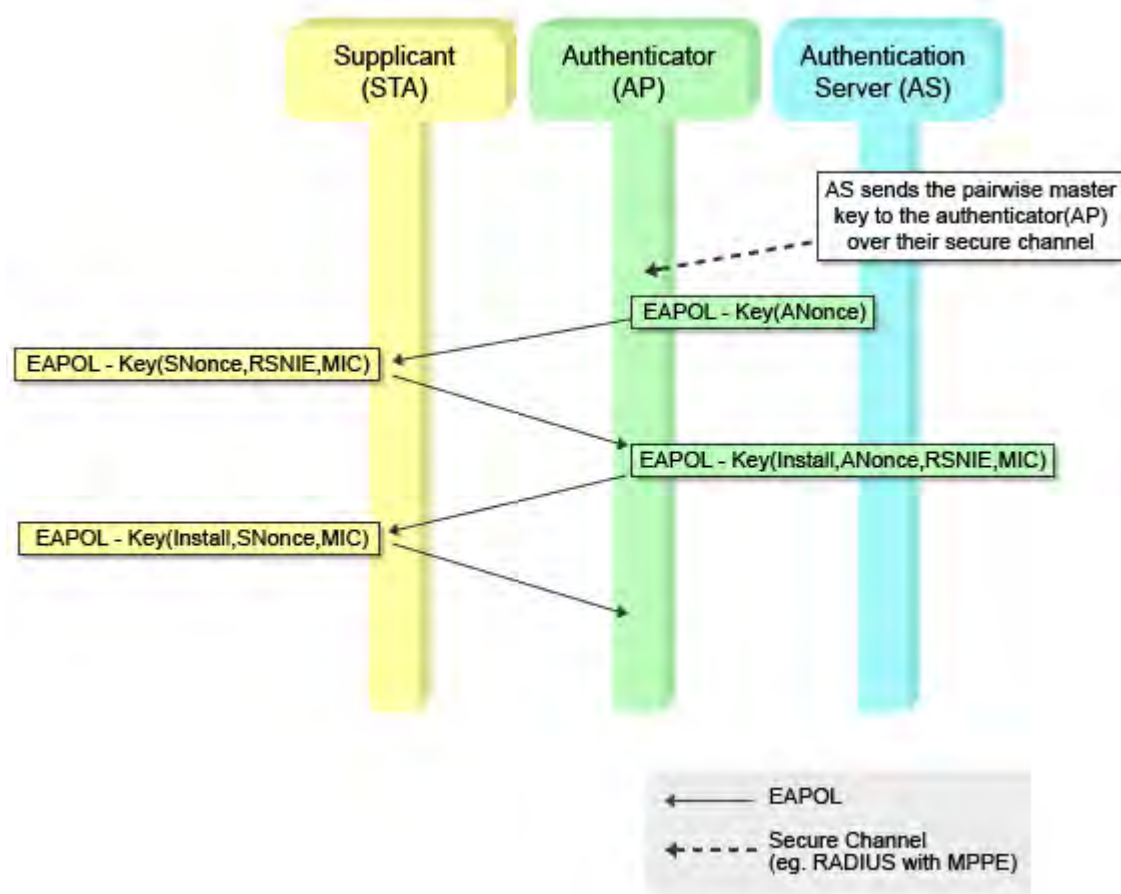 Supplicant
(STA)
Authenticator
(AP)
Authentication
Server (AS)
AS sends the pairwise master
key to the authenticator(AP)
over their secure channel
EAPOL - Key(ANonce)
EAPOL - Key(SNonce,RSNIE,MIC)
EAPOL - Key(Install,ANonce,RSNIE,MIC)
EAPOL - Key(Install,SNonce,MIC)
EAPOL
Secure Channel
(eg. RADIUS with MPPE)